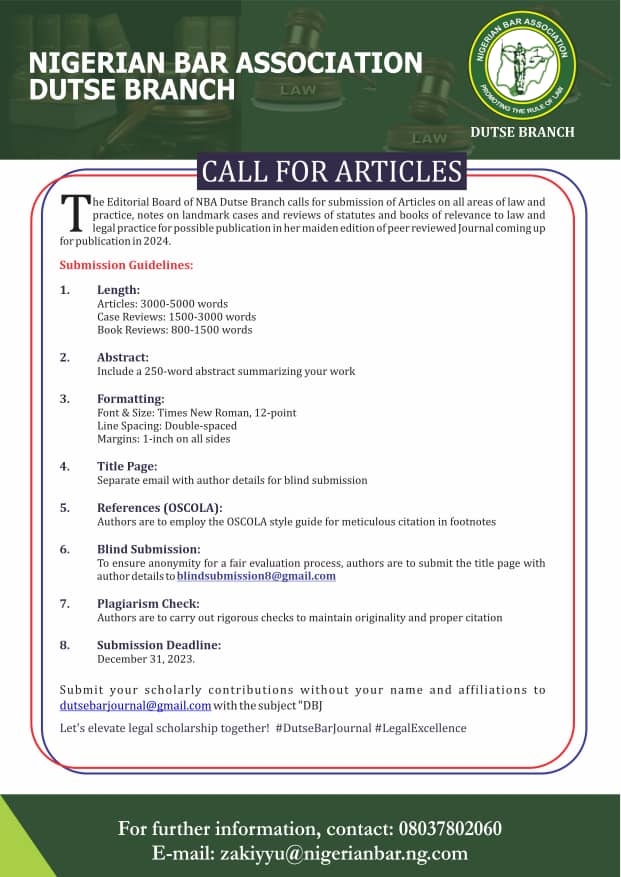 NIGERIAN BAR ASSOCIATION
DUTSE BRANCH
NIGERIAN BAR ASSOCIATION
PROMOTING THE RULE OF LAW
DUTSE BRANCH
LAW
LAW
CALL FOR ARTICLES
The Editorial Board of NBA Dutse Branch calls for submission of Articles on all areas of law and
practice, notes on landmark cases and reviews of statutes and books of relevance to law and
legal practice for possible publication in her maiden edition of peer reviewed Journal coming up
for publication in 2024.
Submission Guidelines:
1. Length:
Articles: 3000-5000 words
Case Reviews: 1500-3000 words
Book Reviews: 800-1500 words
2. Abstract:
Include a 250-word abstract summarizing your work
3. Formatting:
Font & Size: Times New Roman, 12-point
Line Spacing: Double-spaced
Margins: 1-inch on all sides
4. Title Page:
Separate email with author details for blind submission
5. References (OSCOLA):
Authors are to employ the OSCOLA style guide for meticulous citation in footnotes
6. Blind Submission:
To ensure anonymity for a fair evaluation process, authors are to submit the title page with
author details to blindsubmission8@gmail.com
7. Plagiarism Check:
Authors are to carry out rigorous checks to maintain originality and proper citation
8. Submission Deadline:
December 31, 2023.
Submit your scholarly contributions without your name and affiliations to
dutsebarjournal@gmail.com with the subject "DBJ
Let's elevate legal scholarship together! #DutseBarJournal #LegalExcellence
For further information, contact: 08037802060
E-mail: zakiyyu@nigerianbar.ng.com